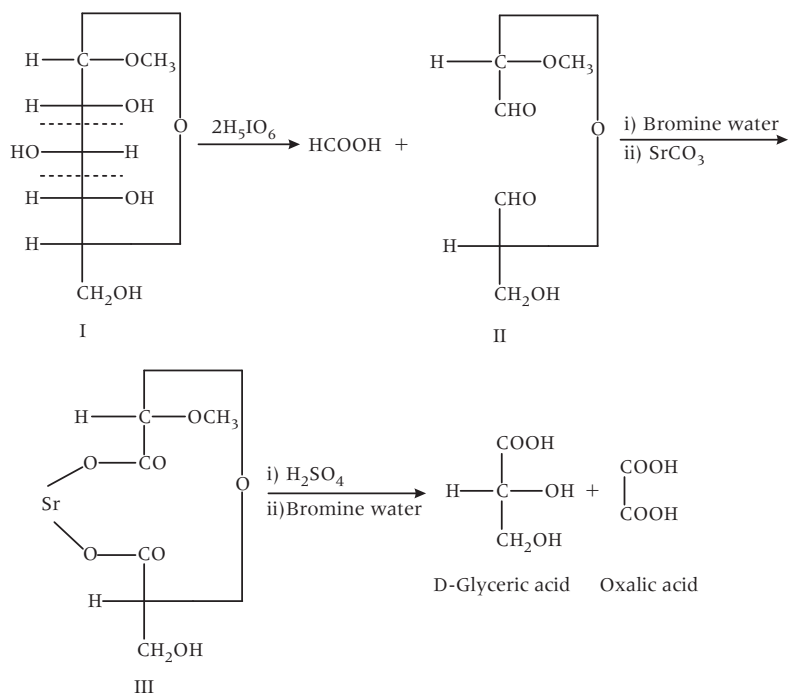 H C OCH3
H OH
HO H
H OH
H
CH2OH
O
I
2H5IO6
HCOOH +
H C OCH3
CHO
O
CHO
H
CH2OH
II
i) Bromine water
ii) SrCO3
H C OCH3
O CO
Sr
O CO
O
H
CH2OH
III
i) H2SO4
ii)Bromine water
COOH
H C OH
CH2OH
+
COOH
COOH
D-Glyceric acid Oxalic acid